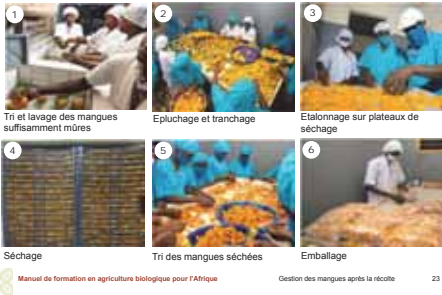 1
2
3
Tri et lavage des mangues
suffisamment mûres
Epluchage et tranchage
Etalonnage sur plateaux de
séchage
4
5
6
Séchage
Tri des mangues séchées
Emballage
Manuel de formation en agriculture biologique pour l'Afrique
Gestion des mangues après la récolte
23